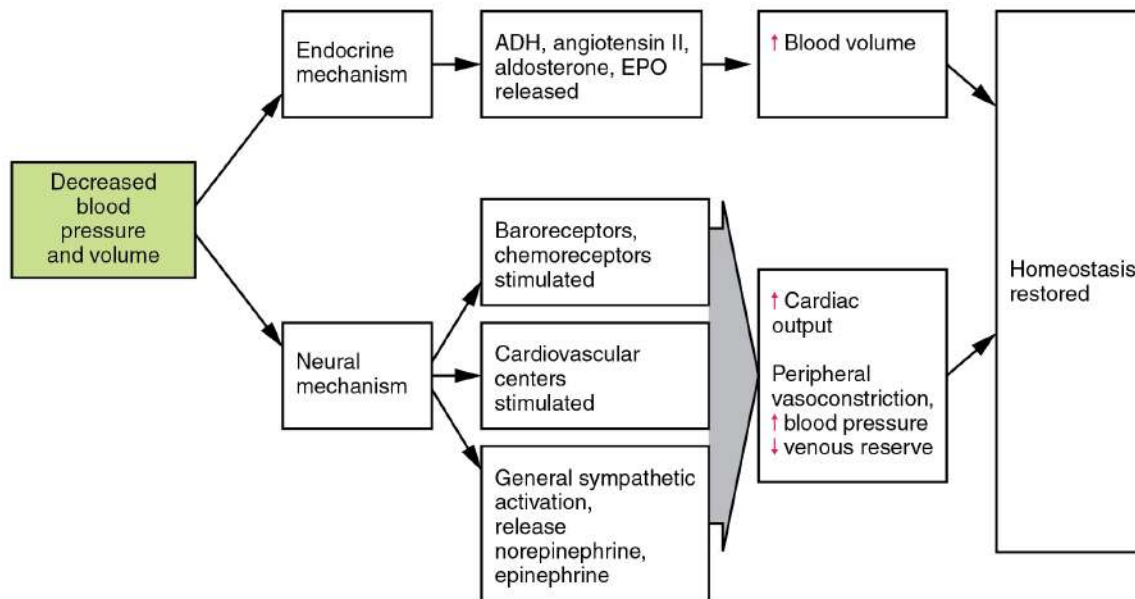 Decreased
blood
pressure
and volume
Endocrine
mechanism
ADH, angiotensin II,
aldosterone, EPO
released
↑ Blood volume
Neural
mechanism
Baroreceptors,
chemoreceptors
stimulated
Cardiovascular
centers
stimulated
General sympathetic
activation,
release
norepinephrine,
epinephrine
↑ Cardiac
output
Peripheral
vasoconstriction,
↑ blood pressure
↓ venous reserve
Homeostasis
restored